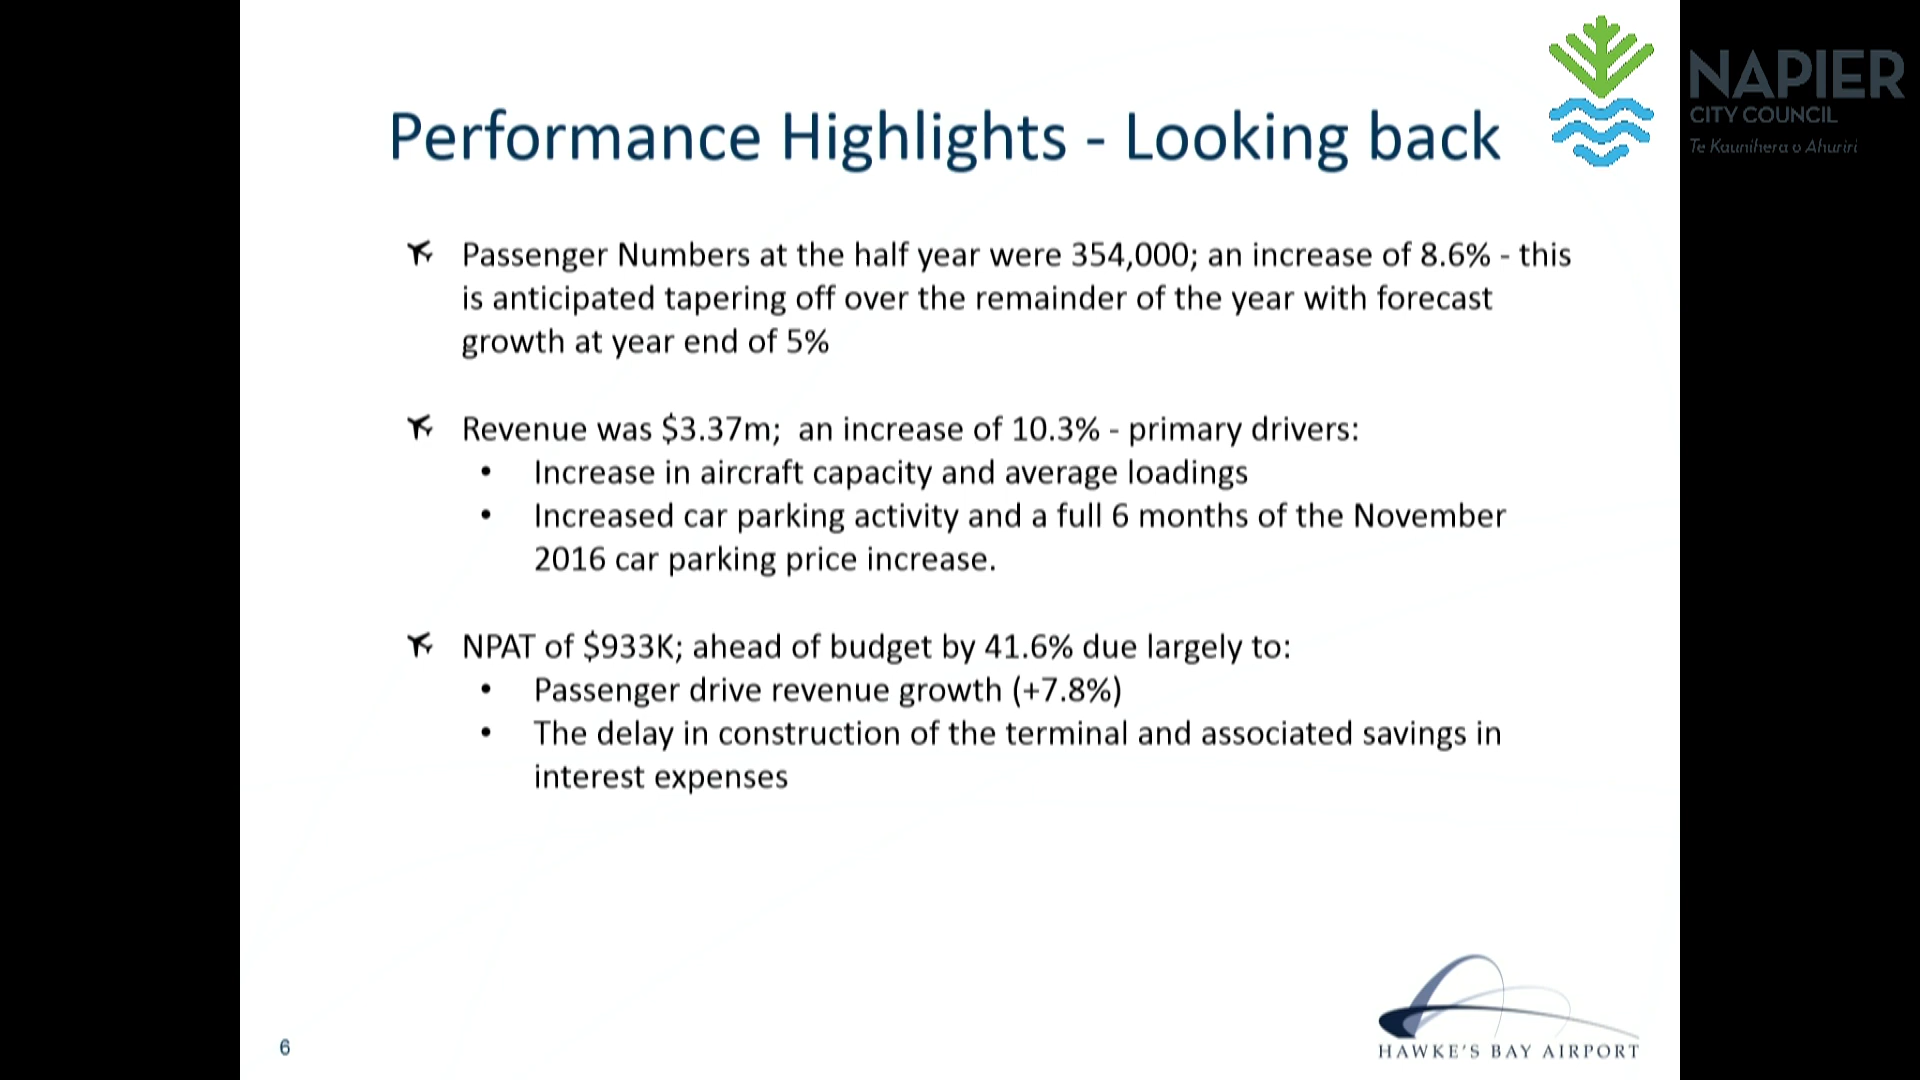 NAPIER
CITY COUNCIL
Te Kaunihera o Ahuriri
Performance Highlights - Looking back
Passenger Numbers at the half year were 354,000; an increase of 8.6% - this
is anticipated tapering off over the remainder of the year with forecast
growth at year end of 5%
Revenue was $3.37m;  an increase of 10.3% - primary drivers:
• Increase in aircraft capacity and average loadings
• Increased car parking activity and a full 6 months of the November
2016 car parking price increase.
NPAT of $933K; ahead of budget by 41.6% due largely to:
• Passenger drive revenue growth (+7.8%)
• The delay in construction of the terminal and associated savings in
interest expenses
6
HAWKE'S BAY AIRPORT